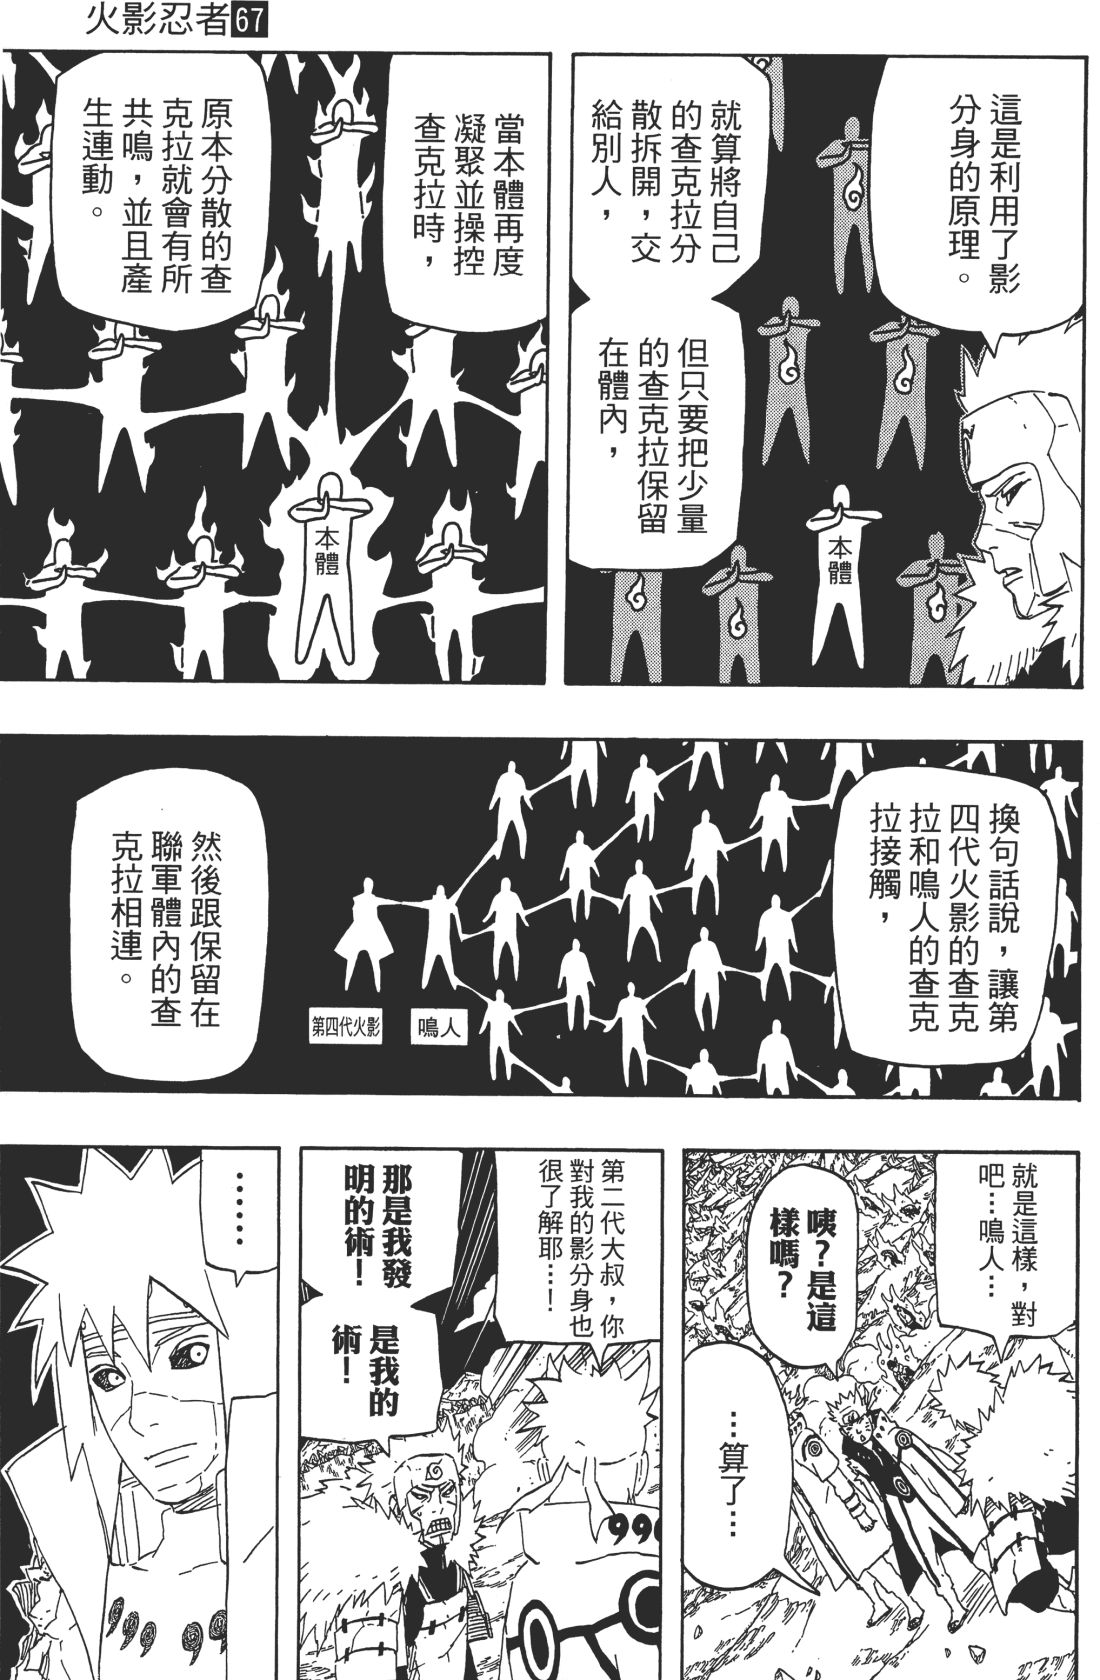 火影忍者67
這是利用了影
分身的原理。
就算將自己
的查克拉分
散拆開，交
給別人，
但只要把少量
的查克拉保留
在體內，
本體
當本體再度
凝聚並操控
查克拉時，
原本分散的查
克拉就會有所
共鳴，並且產
生連動。
本體
換句話說，讓第
四代火影的查克
拉和鳴人的查克
拉接觸，
鳴人
第四代火影
然後跟保留在
聯軍體內的查
克拉相連。
就是這樣，對
吧…鳴人…
咦？是這
樣嗎？
…算了…
第二代大叔，你
對我的影分身也
很了解耶…！
那是我發
明的術！
是我的
術！
……